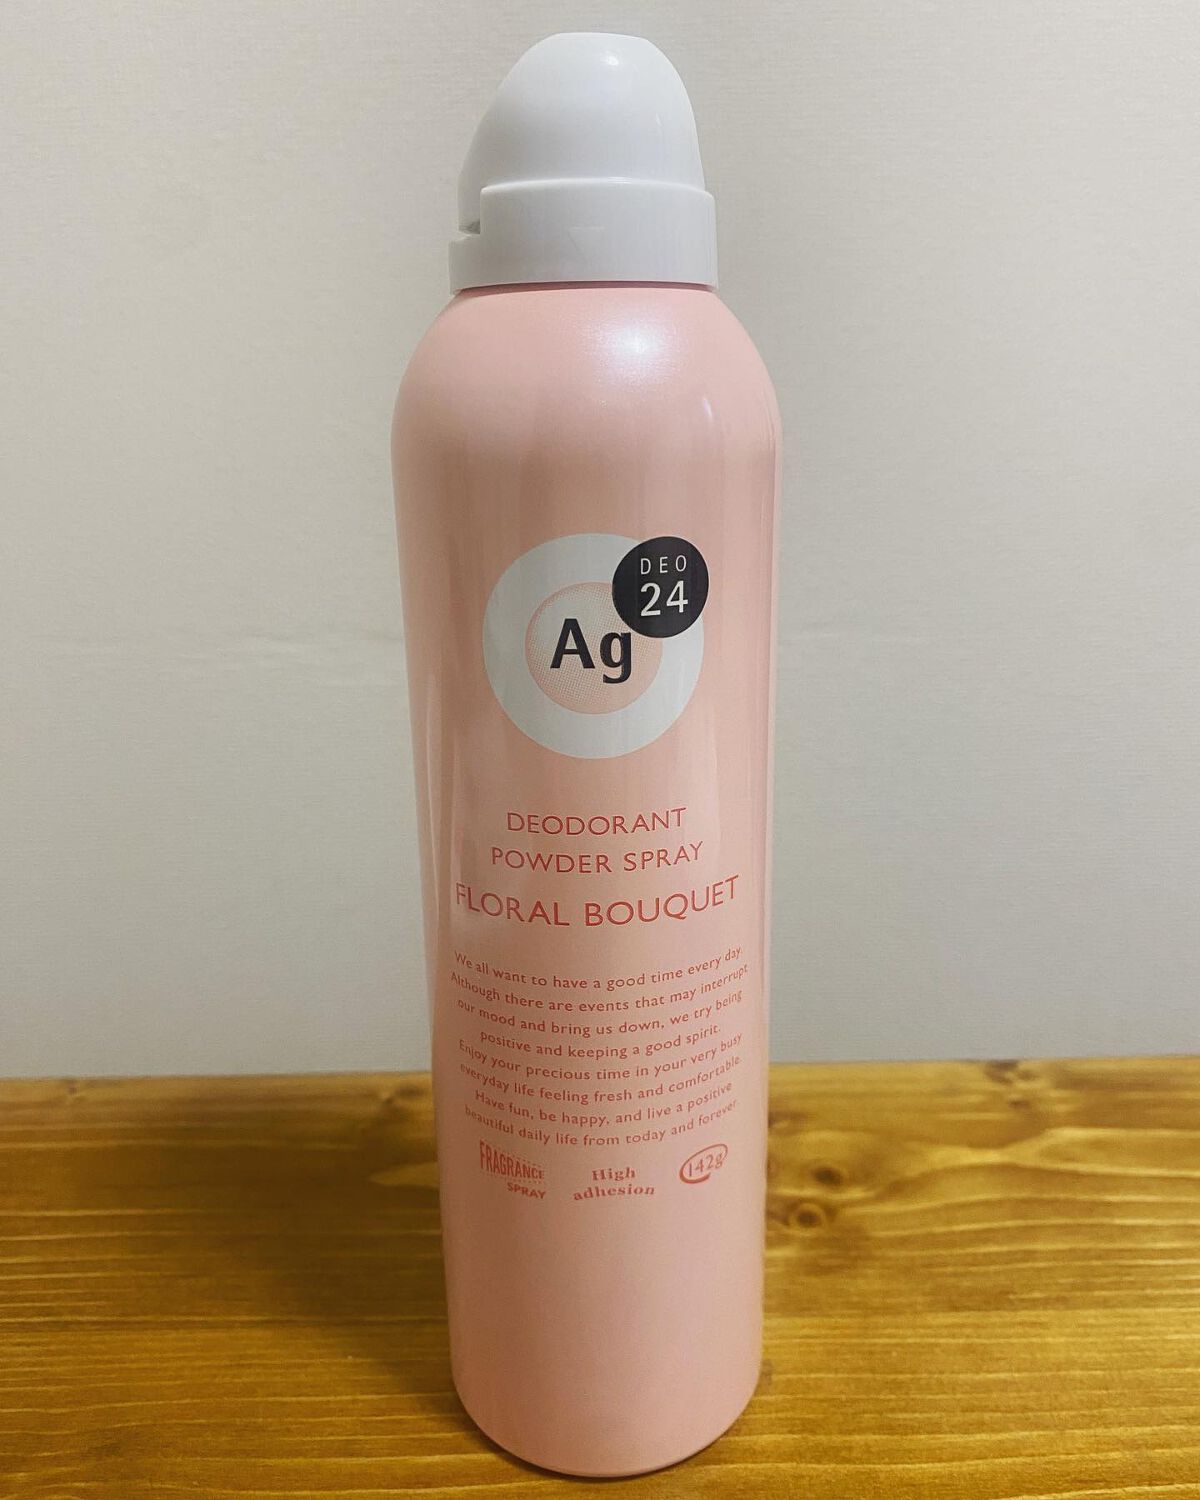 DEO
24
Ag
DEODORANT
POWDER SPRAY
FLORAL BOUQUET
We all want to have a good time every day.
Although there are events that may interrupt
our mood and bring us down, we try being
positive and keeping a good spirit.
Enjoy your precious time in your very busy
everyday life feeling fresh and comfortable.
Have fun, be happy, and live a positive
beautiful daily life from today and forever.
FRAGRANCE
SPRAY
High
adhesion
142g